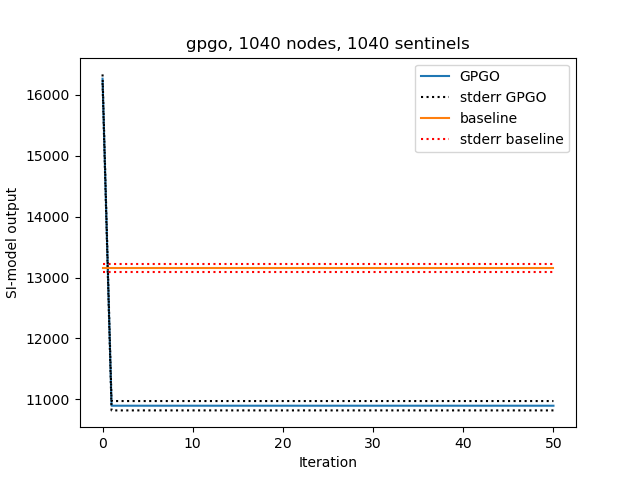 gpgo, 1040 nodes, 1040 sentinels
GPGO
stderr GPGO
baseline
stderr baseline
SI-model output
16000
15000
14000
13000
12000
11000
0 10 20 30 40 50
Iteration